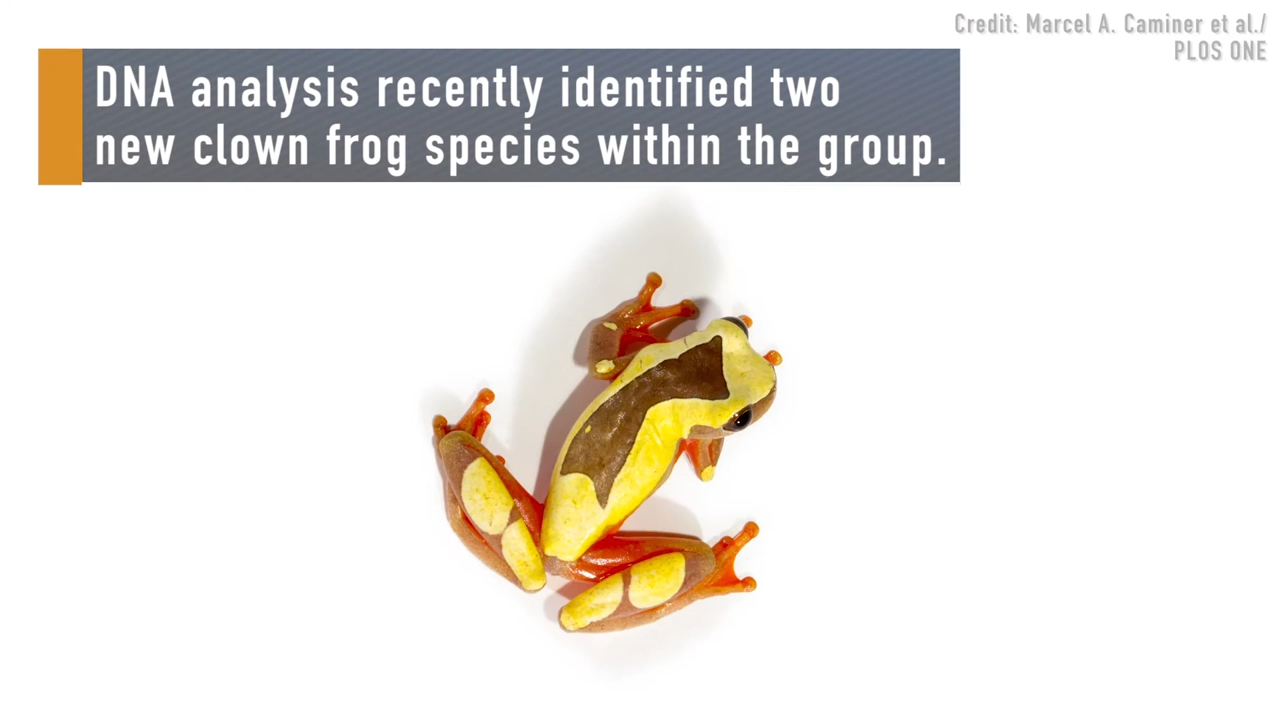 Credit: Marcel A. Caminer et al./
PLOS ONE
DNA analysis recently identified two
new clown frog species within the group.